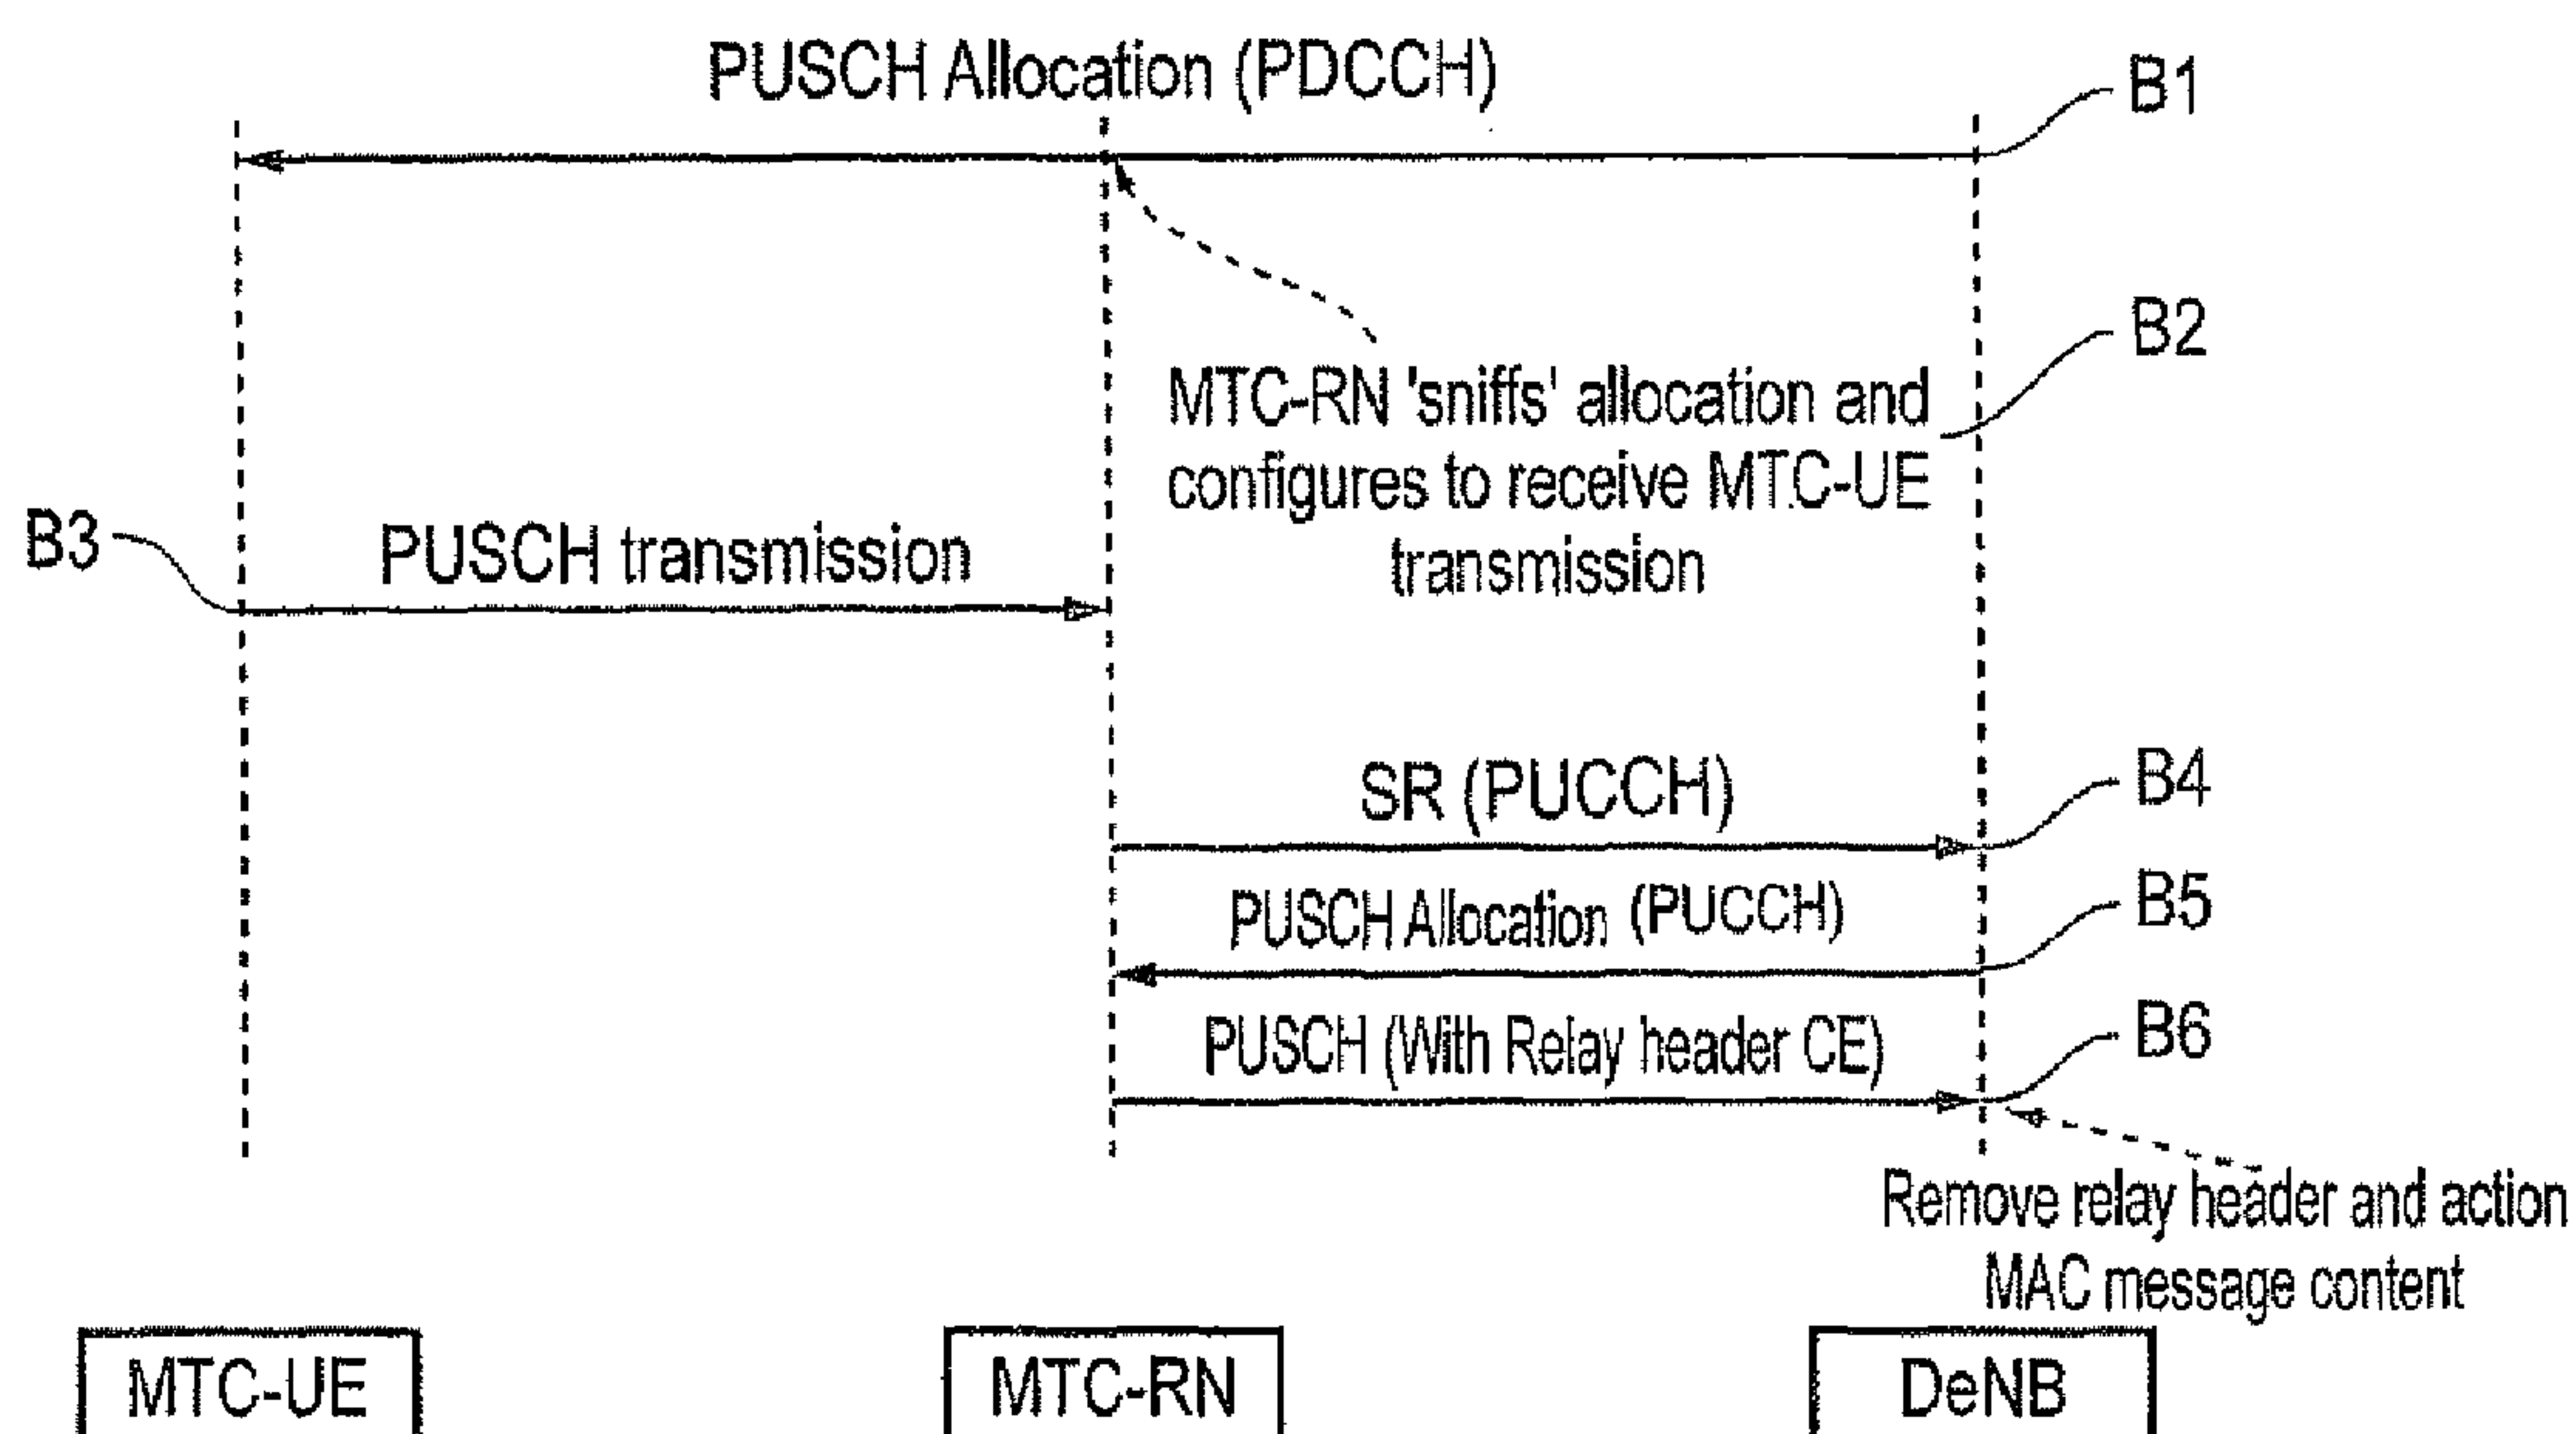 PUSCH Allocation (PDCCH)
B1
B2
MTC-RN 'sniffs' allocation and
configures to receive MTC-UE
transmission
B3
PUSCH transmission
SR (PUCCH)
B4
PUSCH Allocation (PUCCH)
B5
PUSCH (With Relay header CE)
B6
Remove relay header and action
MAC message content
MTC-UE
MTC-RN
DeNB